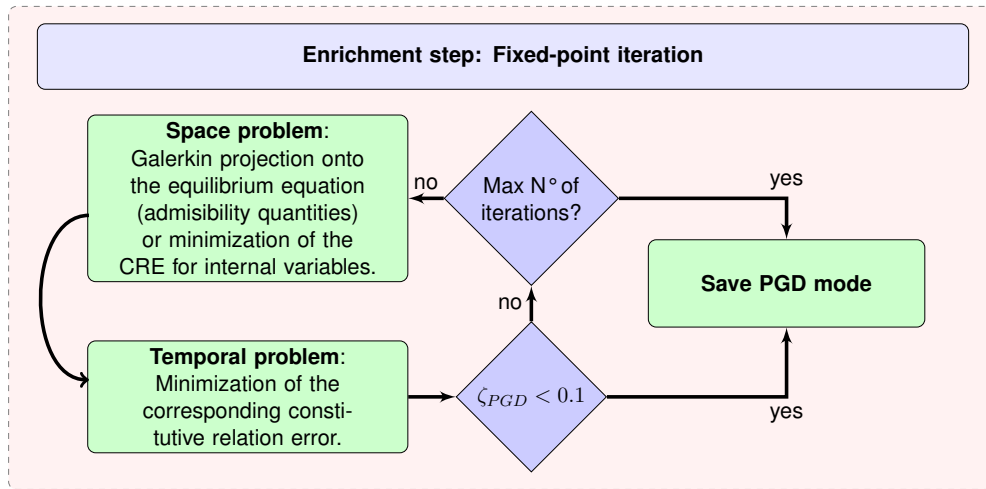 Enrichment step: Fixed-point iteration
Space problem:
Galerkin projection onto
the equilibrium equation
(admisibility quantities)
or minimization of the
CRE for internal variables.
no
Max N° of
iterations?
yes
Save PGD mode
no
Temporal problem:
Minimization of the
corresponding consti-
tutive relation error.
ζPGD < 0.1
yes